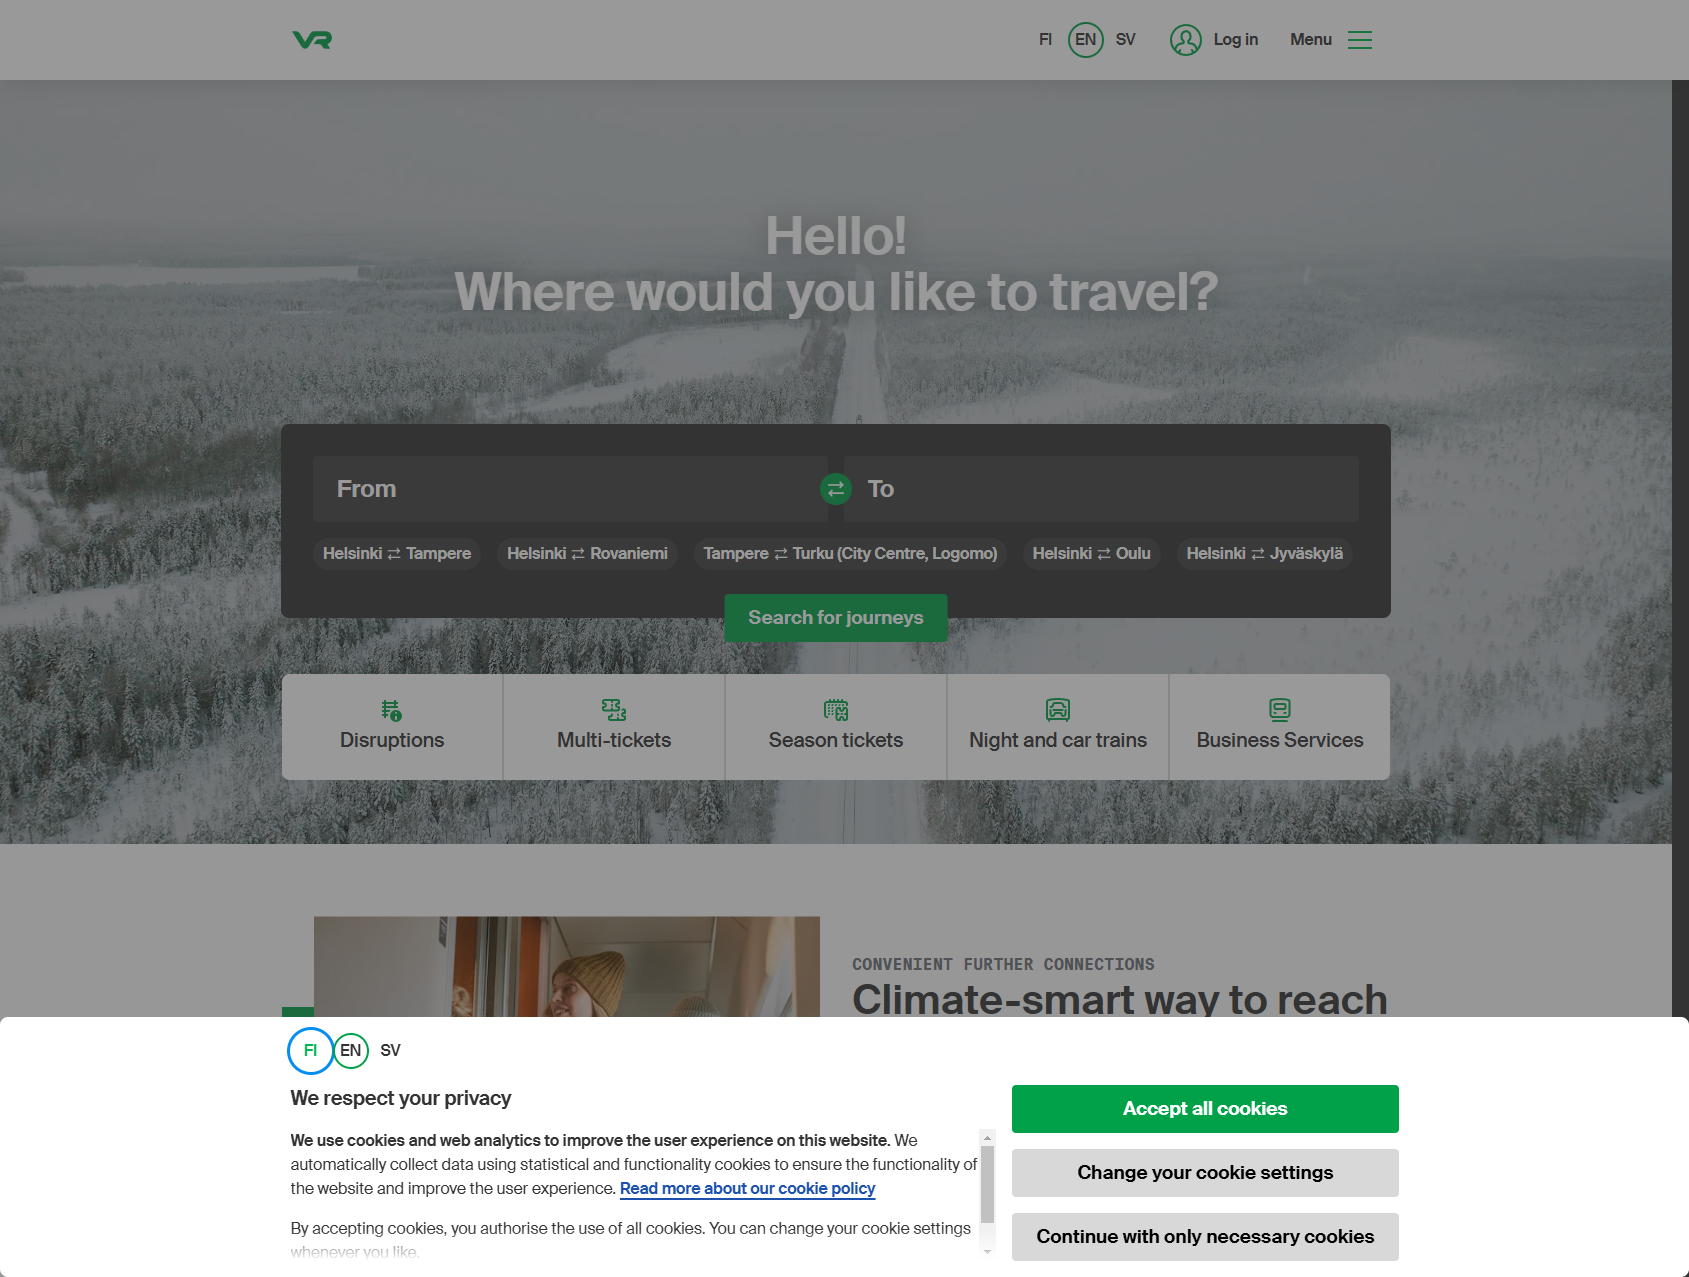 VR
FI EN SV Log in Menu
Hello!
Where would you like to travel?
From To
Helsinki ⇄ Tampere Helsinki ⇄ Rovaniemi Tampere ⇄ Turku (City Centre, Logomo) Helsinki ⇄ Oulu Helsinki ⇄ Jyväskylä
Search for journeys
Disruptions Multi-tickets Season tickets Night and car trains Business Services
CONVENIENT FURTHER CONNECTIONS
Climate-smart way to reach
FI EN SV
We respect your privacy
We use cookies and web analytics to improve the user experience on this website. We
automatically collect data using statistical and functionality cookies to ensure the functionality of
the website and improve the user experience. Read more about our cookie policy
By accepting cookies, you authorise the use of all cookies. You can change your cookie settings
whenever you like.
Accept all cookies
Change your cookie settings
Continue with only necessary cookies